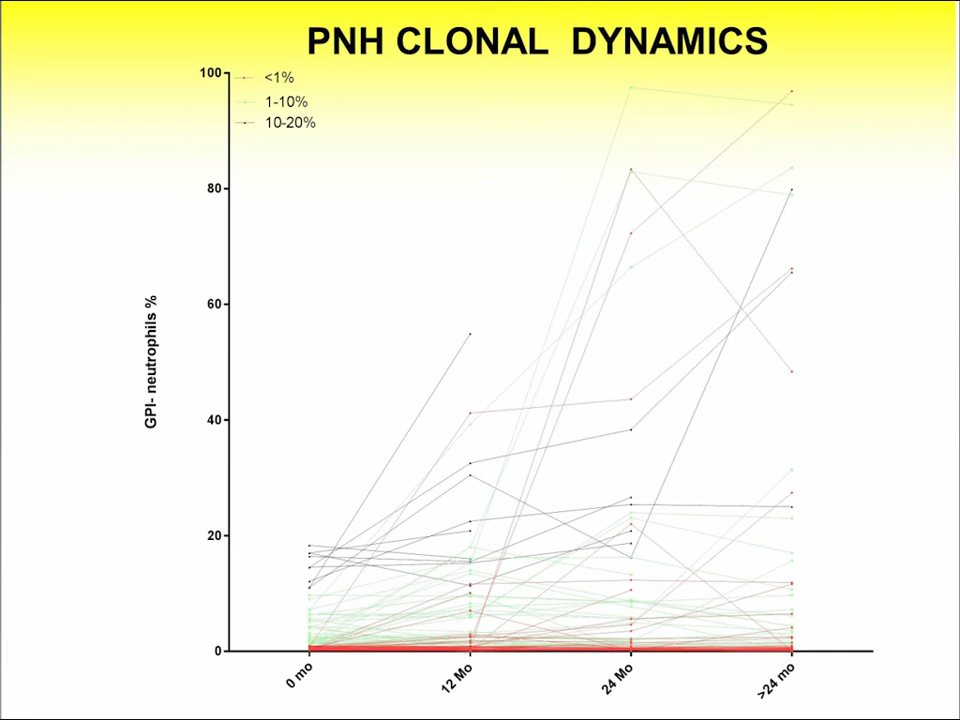 PNH CLONAL DYNAMICS
100
<1%
1-10%
10-20%
80
60
40
20
0
GPI- neutrophils %
0 mo
12 Mo
24 Mo
>24 mo